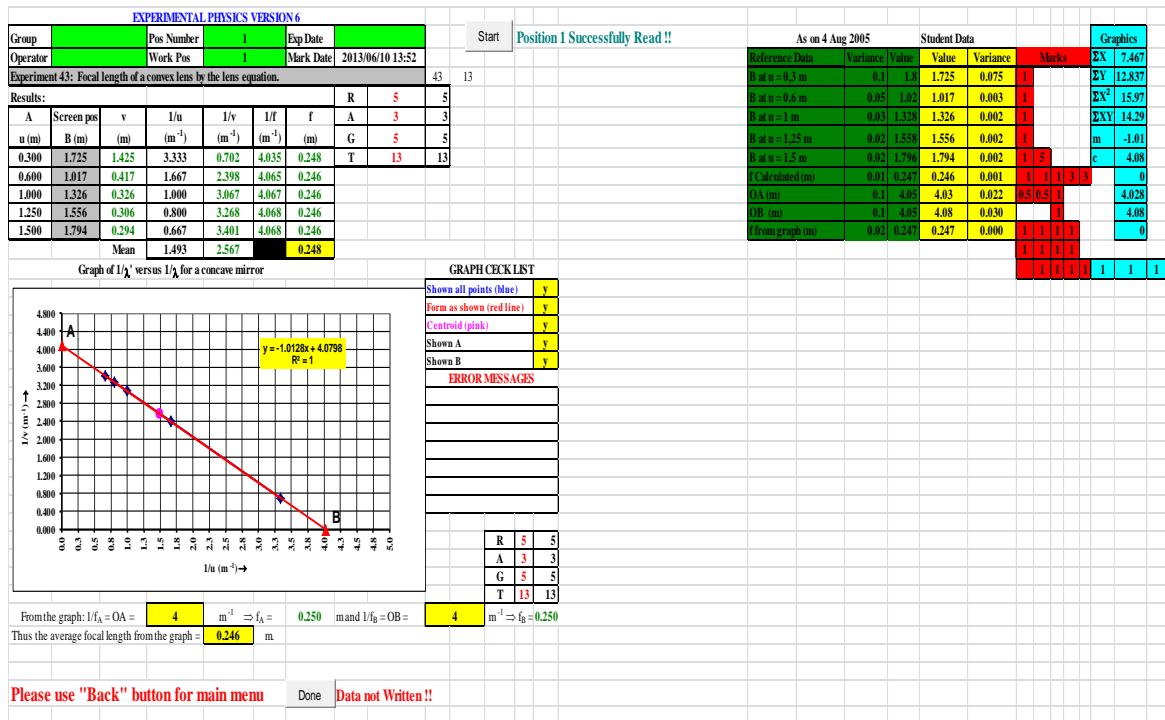 EXPERIMENTAL PHYSICS VERSION 6
Group Pos Number 1 Exp Date
Operator Work Pos 1 Mark Date 2013/06/10 13:52
Start Position 1 Successfully Read !!
Experiment 43: Focal length of a convex lens by the lens equation. 43 13
Results: R 5 5
A Screen pos v 1/u 1/v 1/f f A 3 3
u (m) B (m) (m) (m⁻¹) (m⁻¹) (m⁻¹) (m) G 5 5
0.300 1.725 1.425 3.333 0.702 4.035 0.248 T 13 13
0.600 1.017 0.417 1.667 2.398 4.065 0.246
1.000 1.326 0.326 1.000 3.067 4.067 0.246
1.250 1.556 0.306 0.800 3.268 4.068 0.246
1.500 1.794 0.294 0.667 3.401 4.068 0.246
Mean 1.493 2.567 0.248
As on 4 Aug 2005 Student Data Graphics
Reference Data Variance Value Value Variance Marks ΣX 7.467
B at u = 0,3 m 0.1 1.8 1.725 0.075 1 ΣY 12.837
B at u = 0,6 m 0.05 1.02 1.017 0.003 1 ΣX² 15.97
B at u = 1 m 0.03 1.328 1.326 0.002 1 ΣXY 14.29
B at u = 1,25 m 0.02 1.558 1.556 0.002 1 m -1.01
B at u = 1,5 m 0.02 1.796 1.794 0.002 1 5 c 4.08
f Calculated (m) 0.01 0.247 0.246 0.001 1 1 1 3 3 0
OA (m) 0.1 4.05 4.03 0.022 0.5 0.5 1 4.028
OB (m) 0.1 4.05 4.08 0.030 1 4.08
f from graph (m) 0.02 0.247 0.247 0.000 1 1 1 1 0
1 1 1 1
1 1 1 1 1 1 1
Graph of 1/λ' versus 1/λ for a concave mirror
GRAPH CECK LIST
Shown all points (blue) y
Form as shown (red line) y
Centroid (pink) y
Shown A y
Shown B y
ERROR MESSAGES
4.800
4.400
4.000
3.600
3.200
2.800
2.400
2.000
1.600
1.200
0.800
0.400
0.000
1/v (m⁻¹) →
A
y = -1.0128x + 4.0798
R² = 1
B
0.0 0.3 0.5 0.8 1.0 1.3 1.5 1.8 2.0 2.3 2.5 2.8 3.0 3.3 3.5 3.8 4.0 4.3 4.5 4.8 5.0
1/u (m⁻¹)→
R 5 5
A 3 3
G 5 5
T 13 13
From the graph: 1/fA = OA = 4 m⁻¹ ⇒ fA = 0.250 m and 1/fB = OB = 4 m⁻¹ ⇒ fB = 0.250
Thus the average focal length from the graph = 0.246 m.
Please use "Back" button for main menu Done Data not Written !!